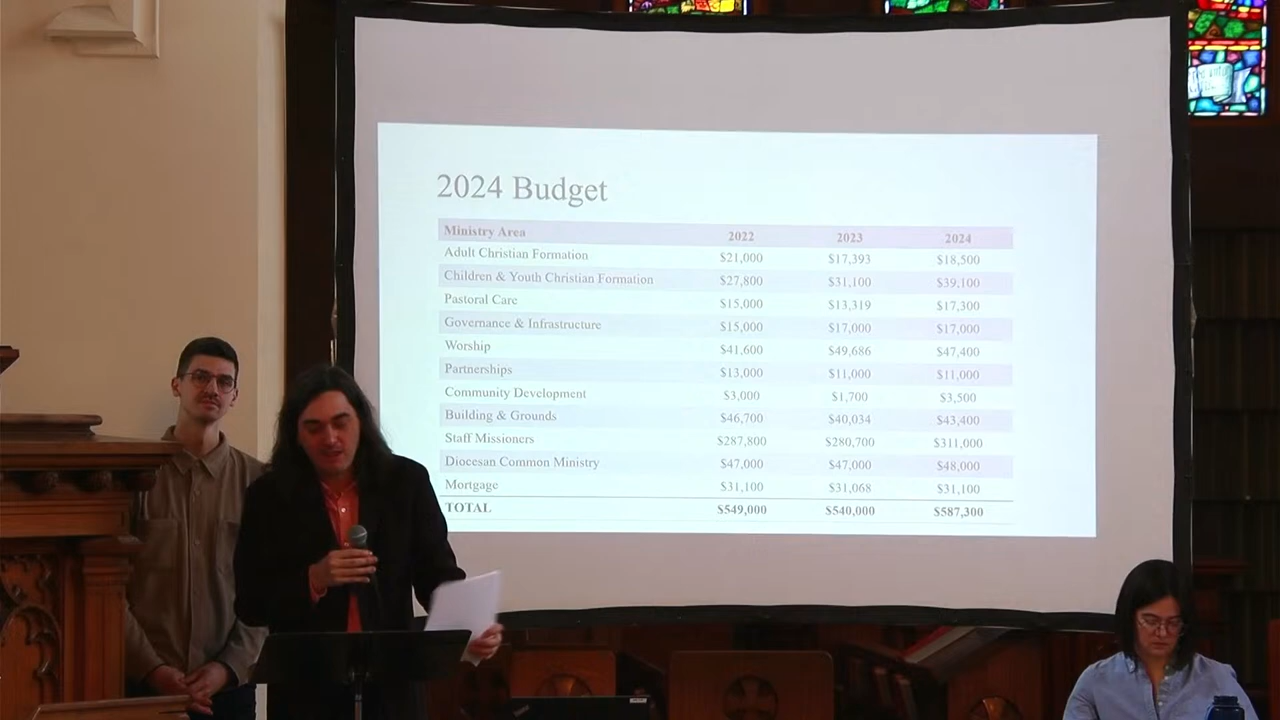 2024 Budget
Ministry Area 2022 2023 2024
Adult Christian Formation $21,000 $17,393 $18,500
Children & Youth Christian Formation $27,800 $31,100 $39,100
Pastoral Care $15,000 $13,319 $17,300
Governance & Infrastructure $15,000 $17,000 $17,000
Worship $41,600 $49,686 $47,400
Partnerships $13,000 $11,000 $11,000
Community Development $3,000 $1,700 $3,500
Building & Grounds $46,700 $40,034 $43,400
Staff Missioners $287,800 $280,700 $311,000
Diocesan Common Ministry $47,000 $47,000 $48,000
Mortgage $31,100 $31,068 $31,100
TOTAL $549,000 $540,000 $587,300